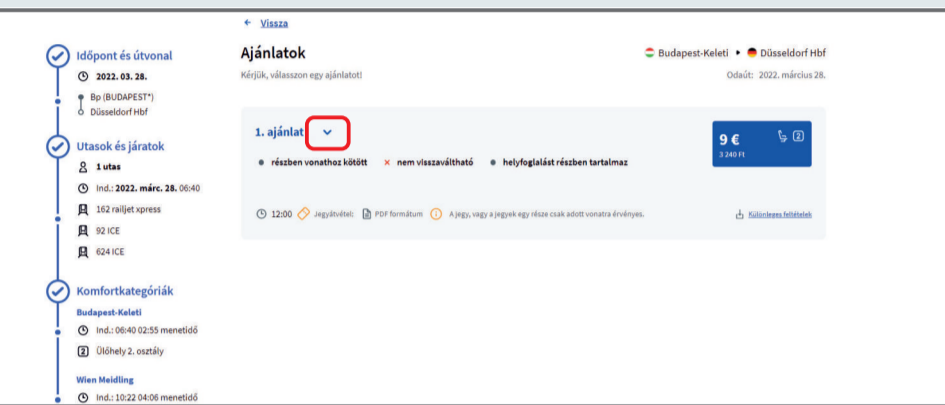 ← Vissza
Időpont és útvonal
2022. 03. 28.
Bp (BUDAPEST*)
Düsseldorf Hbf
Utasok és járatok
1 utas
Ind.: 2022. márc. 28. 06:40
162 railjet xpress
92 ICE
624 ICE
Komfortkategóriák
Budapest-Keleti
Ind.: 06:40 02:55 menetidő
2 Ülőhely 2. osztály
Wien Meidling
Ind.: 10:22 04:06 menetidő
Ajánlatok
Budapest-Keleti ▸ Düsseldorf Hbf
Kérjük, válasszon egy ajánlatot!
Odaút: 2022. március 28.
1. ajánlat
9 € 2
3 240 Ft
részben vonathoz kötött × nem visszaváltható helyfoglalást részben tartalmaz
12:00 Jegyátvétel: PDF formátum A jegy, vagy a jegyek egy része csak adott vonatra érvényes.
Különleges feltételek